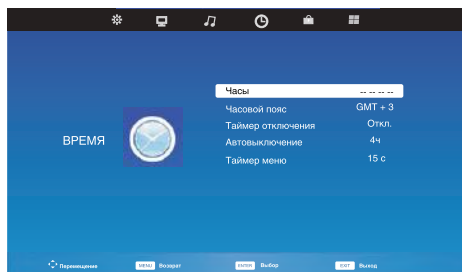 Часы -- -- -- --
Часовой пояс GMT + 3
Таймер отключения Откл.
ВРЕМЯ
Автовыключение 4ч
Таймер меню 15 с
Перемещение MENU Возврат ENTER Выбор EXIT Выход